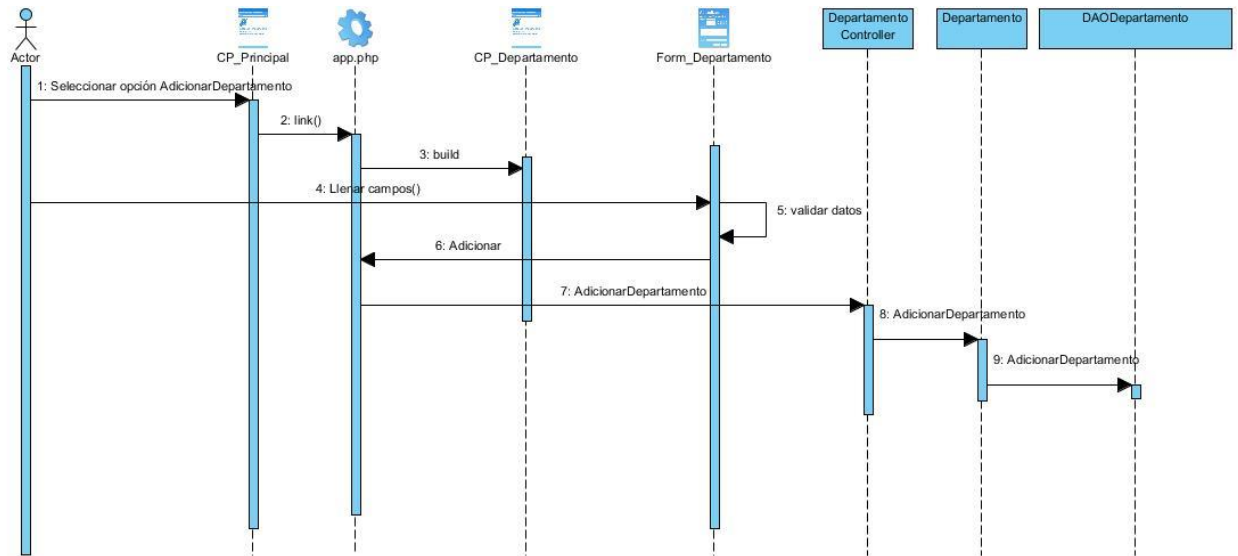 Departamento
Controller
Departamento
DAODepartamento
Actor
CP_Principal
app.php
CP_Departamento
Form_Departamento
1: Seleccionar opción AdicionarDepartamento
2: link()
3: build
4: Llenar campos()
5: validar datos
6: Adicionar
7: AdicionarDepartamento
8: AdicionarDepartamento
9: AdicionarDepartamento